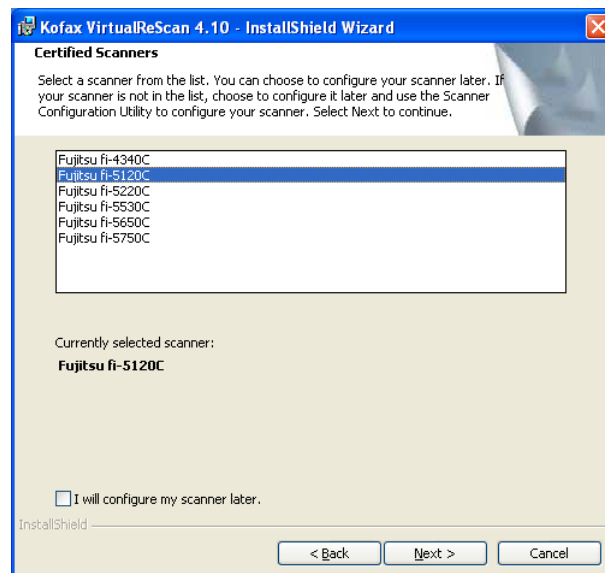 Kofax VirtualReScan 4.10 - InstallShield Wizard
Certified Scanners
Select a scanner from the list. You can choose to configure your scanner later. If
your scanner is not in the list, choose to configure it later and use the Scanner
Configuration Utility to configure your scanner. Select Next to continue.
Fujitsu fi-4340C
Fujitsu fi-5120C
Fujitsu fi-5220C
Fujitsu fi-5530C
Fujitsu fi-5650C
Fujitsu fi-5750C
Currently selected scanner:
Fujitsu fi-5120C
I will configure my scanner later.
InstallShield
< Back Next > Cancel